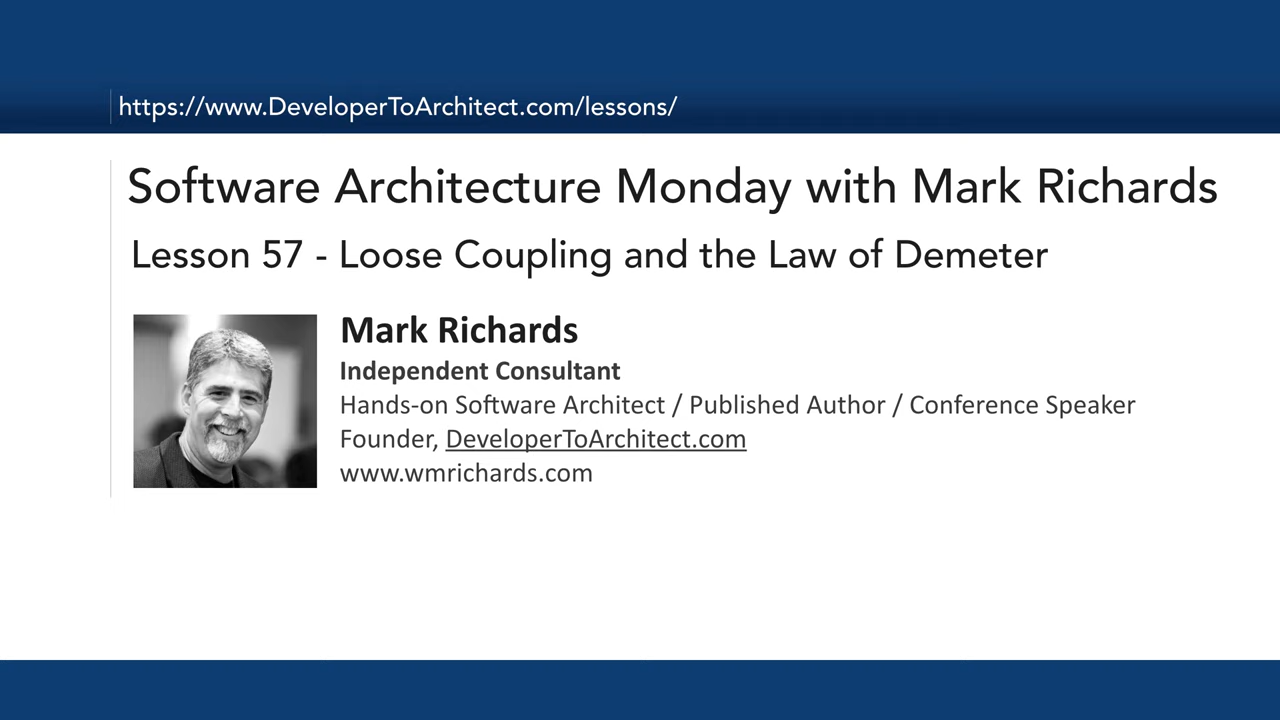 https://www.DeveloperToArchitect.com/lessons/
Software Architecture Monday with Mark Richards
Lesson 57 - Loose Coupling and the Law of Demeter
Mark Richards
Independent Consultant
Hands-on Software Architect / Published Author / Conference Speaker
Founder, DeveloperToArchitect.com
www.wmrichards.com